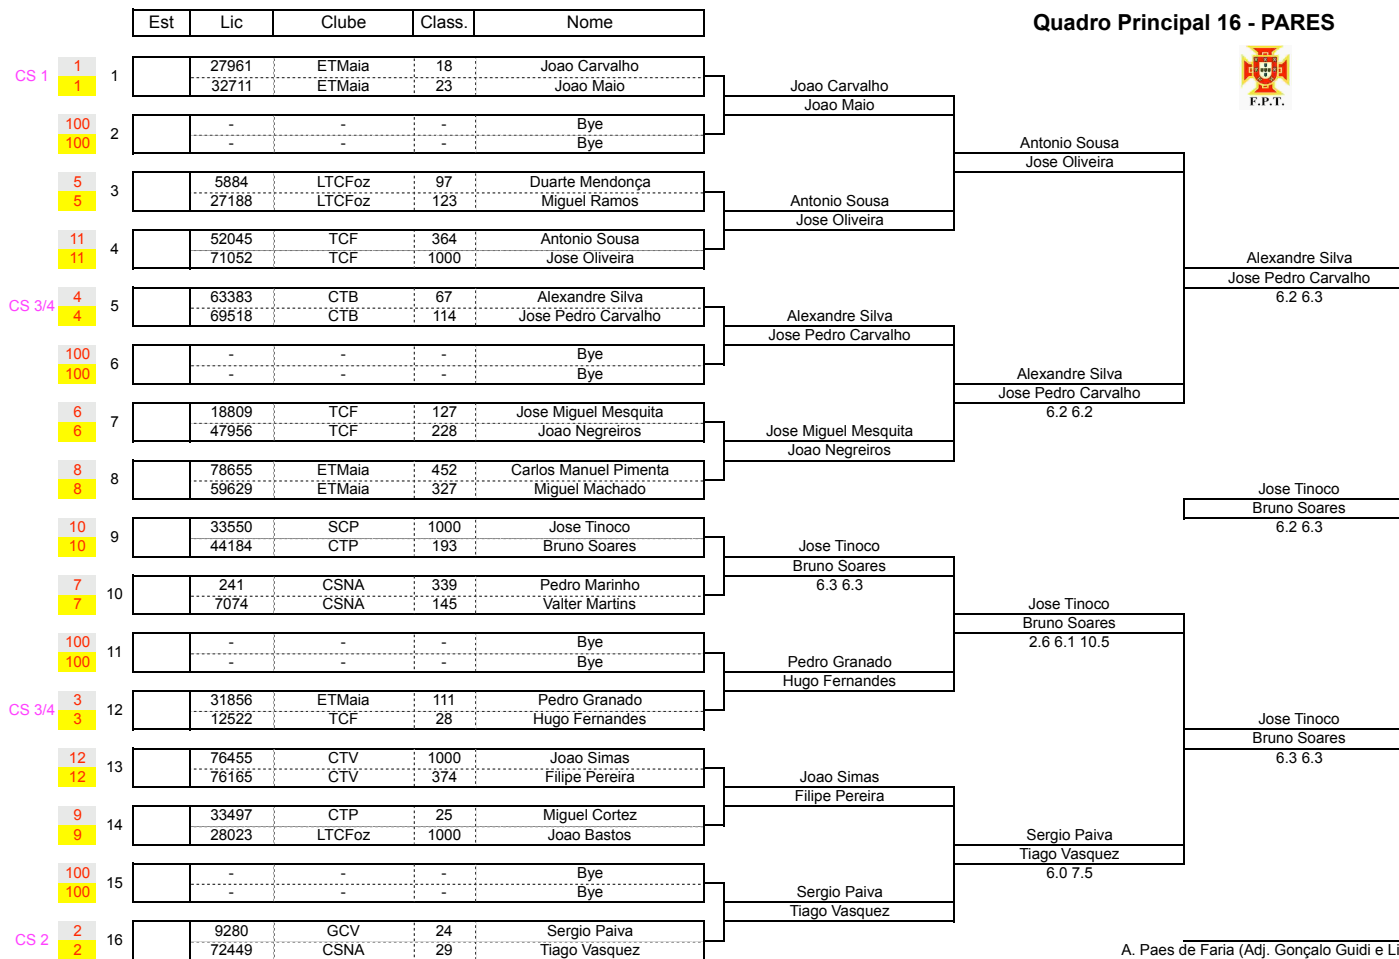 Est Lic Clube Class. Nome
Quadro Principal 16 - PARES
F.P.T.
CS 1 1 1 1 27961 ETMaia 18 Joao Carvalho
32711 ETMaia 23 Joao Maio
Joao Carvalho
Joao Maio
100 100 2 - - - Bye
- - - Bye
Antonio Sousa
Jose Oliveira
5 5 3 5884 LTCFoz 97 Duarte Mendonça
27188 LTCFoz 123 Miguel Ramos
Antonio Sousa
Jose Oliveira
11 11 4 52045 TCF 364 Antonio Sousa
71052 TCF 1000 Jose Oliveira
Alexandre Silva
Jose Pedro Carvalho
6.2 6.3
CS 3/4 4 4 5 63383 CTB 67 Alexandre Silva
69518 CTB 114 Jose Pedro Carvalho
Alexandre Silva
Jose Pedro Carvalho
100 100 6 - - - Bye
- - - Bye
Alexandre Silva
Jose Pedro Carvalho
6.2 6.2
6 6 7 18809 TCF 127 Jose Miguel Mesquita
47956 TCF 228 Joao Negreiros
Jose Miguel Mesquita
Joao Negreiros
8 8 8 78655 ETMaia 452 Carlos Manuel Pimenta
59629 ETMaia 327 Miguel Machado
Jose Tinoco
Bruno Soares
6.2 6.3
10 10 9 33550 SCP 1000 Jose Tinoco
44184 CTP 193 Bruno Soares
Jose Tinoco
Bruno Soares
6.3 6.3
7 7 10 241 CSNA 339 Pedro Marinho
7074 CSNA 145 Valter Martins
Jose Tinoco
Bruno Soares
2.6 6.1 10.5
100 100 11 - - - Bye
- - - Bye
Pedro Granado
Hugo Fernandes
CS 3/4 3 3 12 31856 ETMaia 111 Pedro Granado
12522 TCF 28 Hugo Fernandes
Jose Tinoco
Bruno Soares
6.3 6.3
12 12 13 76455 CTV 1000 Joao Simas
76165 CTV 374 Filipe Pereira
Joao Simas
Filipe Pereira
9 9 14 33497 CTP 25 Miguel Cortez
28023 LTCFoz 1000 Joao Bastos
Sergio Paiva
Tiago Vasquez
6.0 7.5
100 100 15 - - - Bye
- - - Bye
Sergio Paiva
Tiago Vasquez
CS 2 2 2 16 9280 GCV 24 Sergio Paiva
72449 CSNA 29 Tiago Vasquez
A. Paes de Faria (Adj. Gonçalo Guidi e Li